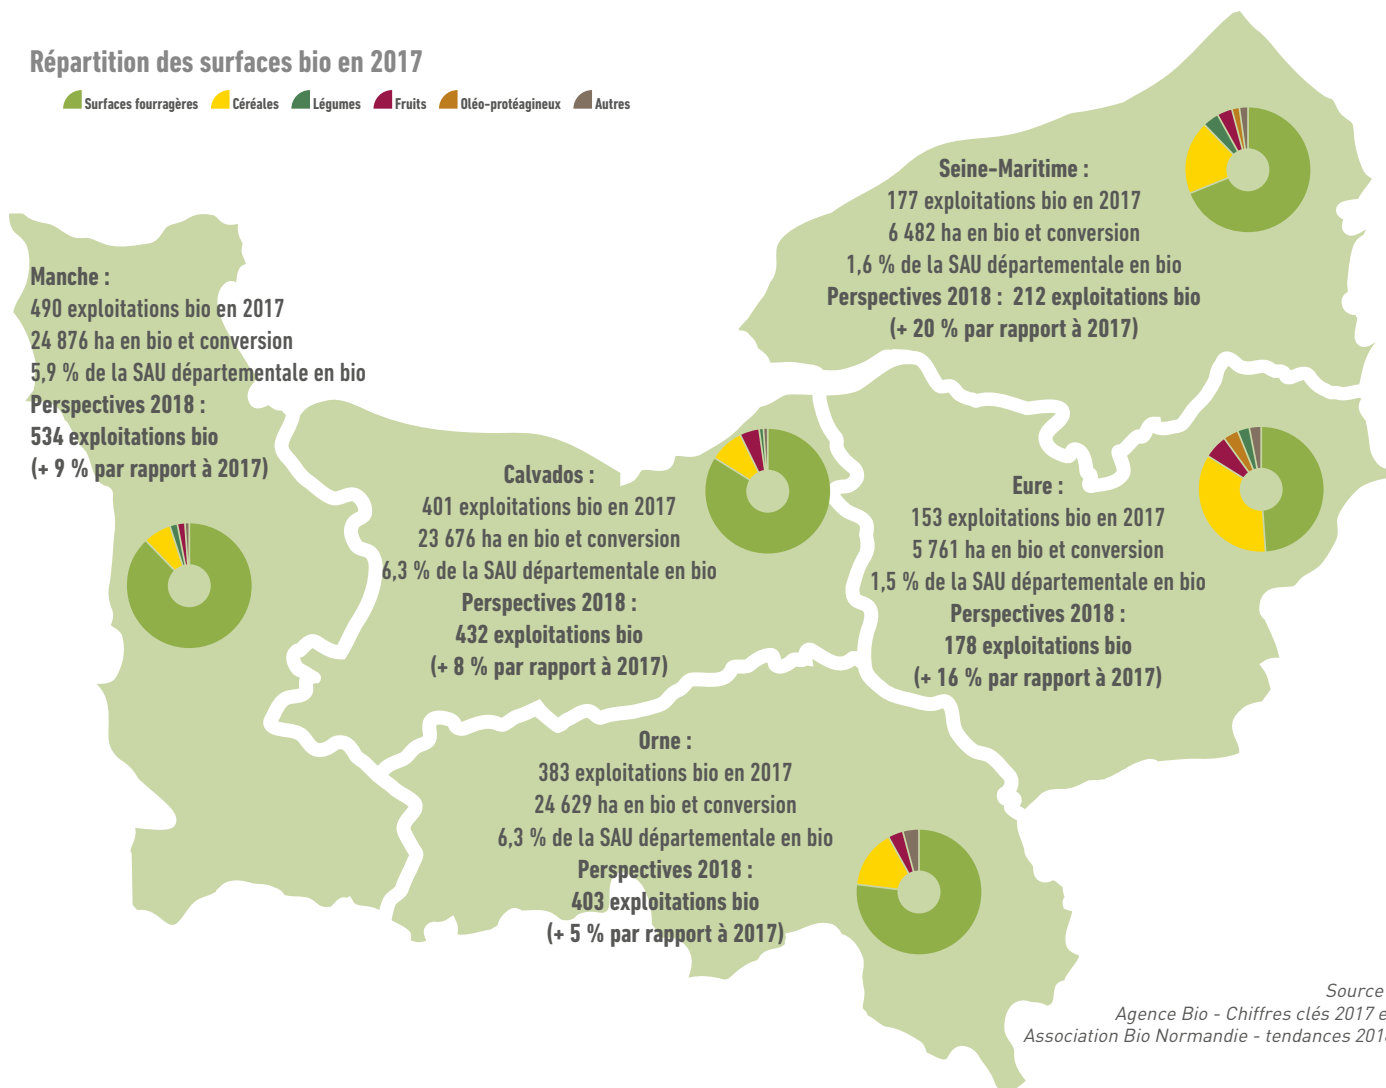 Répartition des surfaces bio en 2017
Surfaces fourragères Céréales Légumes Fruits Oléo-protéagineux Autres
Seine-Maritime :
177 exploitations bio en 2017
6 482 ha en bio et conversion
1,6 % de la SAU départementale en bio
Perspectives 2018 : 212 exploitations bio
(+ 20 % par rapport à 2017)
Manche :
490 exploitations bio en 2017
24 876 ha en bio et conversion
5,9 % de la SAU départementale en bio
Perspectives 2018 :
534 exploitations bio
(+ 9 % par rapport à 2017)
Calvados :
401 exploitations bio en 2017
23 676 ha en bio et conversion
6,3 % de la SAU départementale en bio
Perspectives 2018 :
432 exploitations bio
(+ 8 % par rapport à 2017)
Eure :
153 exploitations bio en 2017
5 761 ha en bio et conversion
1,5 % de la SAU départementale en bio
Perspectives 2018 :
178 exploitations bio
(+ 16 % par rapport à 2017)
Orne :
383 exploitations bio en 2017
24 629 ha en bio et conversion
6,3 % de la SAU départementale en bio
Perspectives 2018 :
403 exploitations bio
(+ 5 % par rapport à 2017)
Source
Agence Bio - Chiffres clés 2017 e
Association Bio Normandie - tendances 201